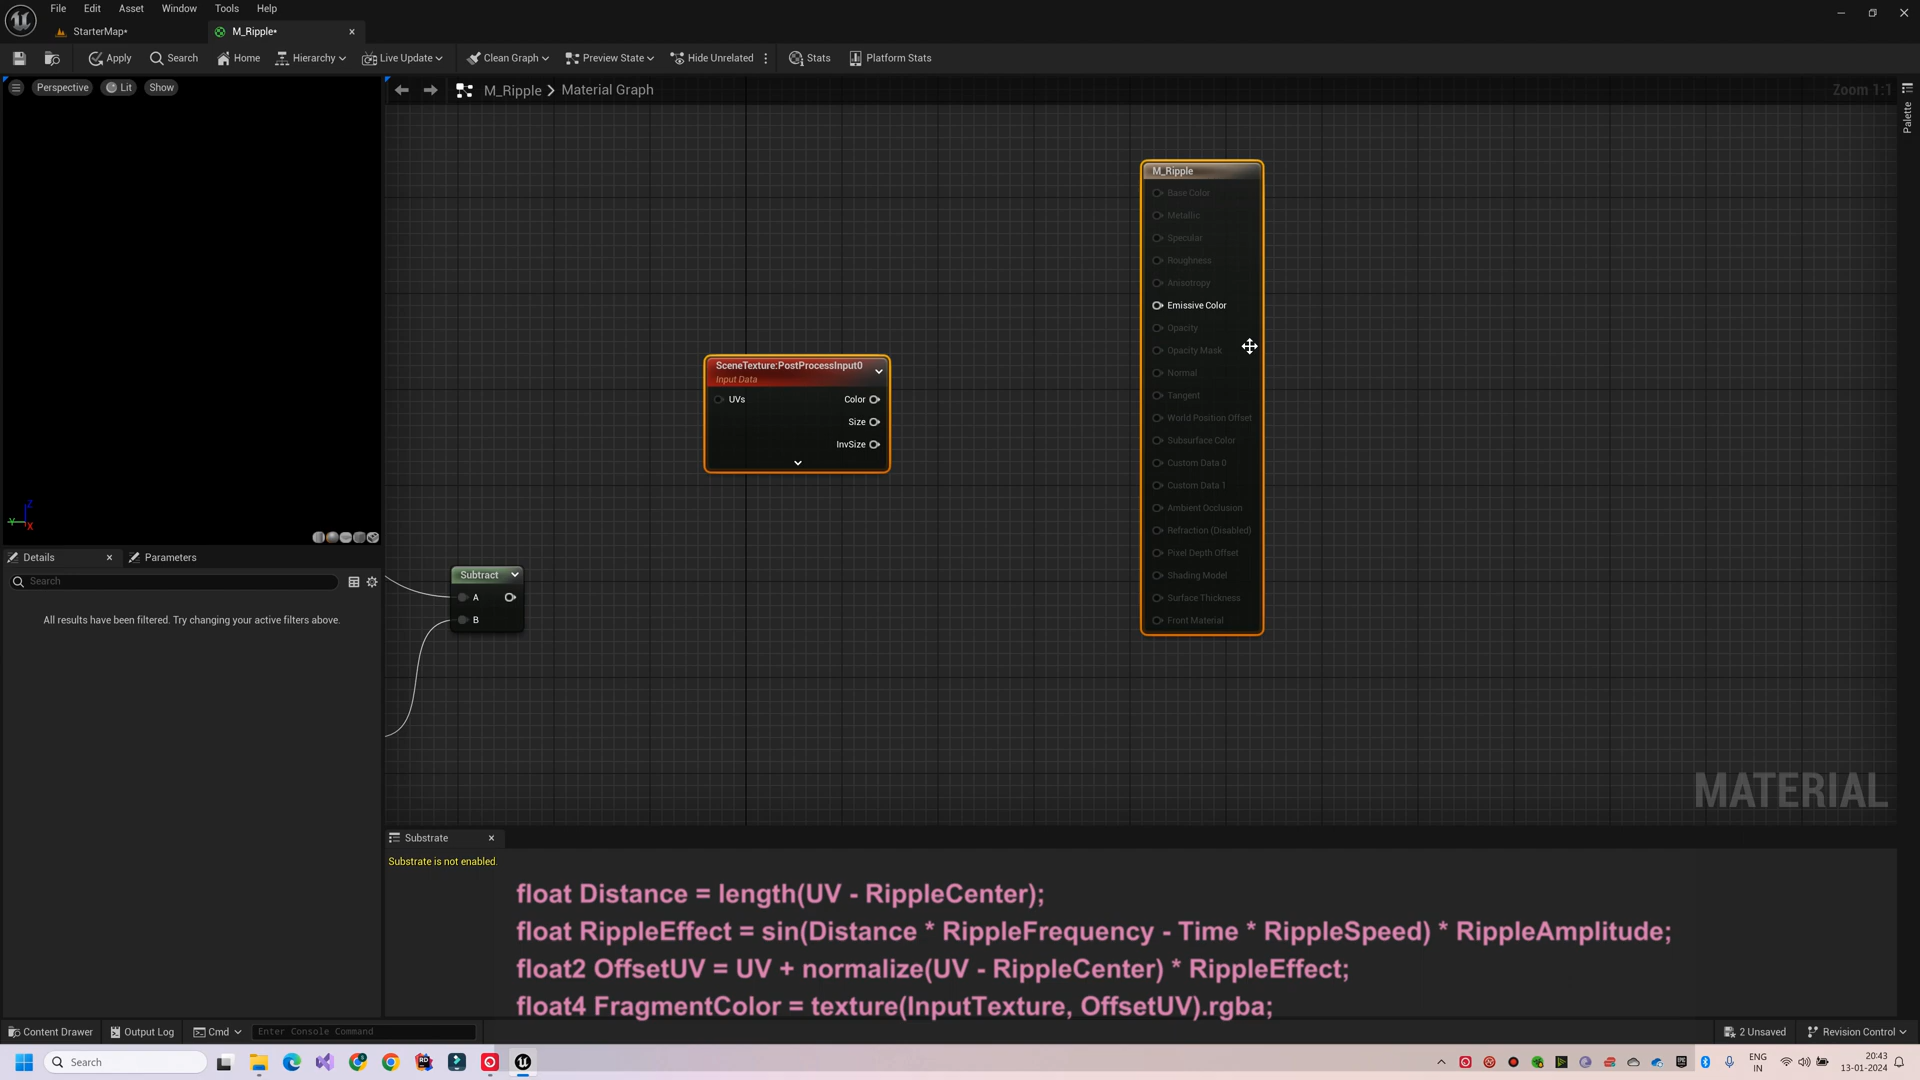 File Edit Asset Window Tools Help
StarterMap*
M_Ripple*
Apply Search Home Hierarchy Live Update Clean Graph Preview State Hide Unrelated Stats Platform Stats
Perspective Lit Show
M_Ripple > Material Graph
Zoom 1:1
Palette
M_Ripple
Base Color
Metallic
Specular
Roughness
Anisotropy
Emissive Color
Opacity
Opacity Mask
Normal
Tangent
World Position Offset
Subsurface Color
Custom Data 0
Custom Data 1
Ambient Occlusion
Refraction (Disabled)
Pixel Depth Offset
Shading Model
Surface Thickness
Front Material
SceneTexture:PostProcessInput0
Input Data
UVs Color
Size
InvSize
Z
Y
X
Details
Parameters
Search
All results have been filtered. Try changing your active filters above.
Subtract
A
B
MATERIAL
Substrate
Substrate is not enabled.
float Distance = length(UV - RippleCenter);
float RippleEffect = sin(Distance * RippleFrequency - Time * RippleSpeed) * RippleAmplitude;
float2 OffsetUV = UV + normalize(UV - RippleCenter) * RippleEffect;
float4 FragmentColor = texture(InputTexture, OffsetUV).rgba;
Content Drawer Output Log Cmd Enter Console Command 2 Unsaved Revision Control
Search
ENG
IN
20:43
13-01-2024